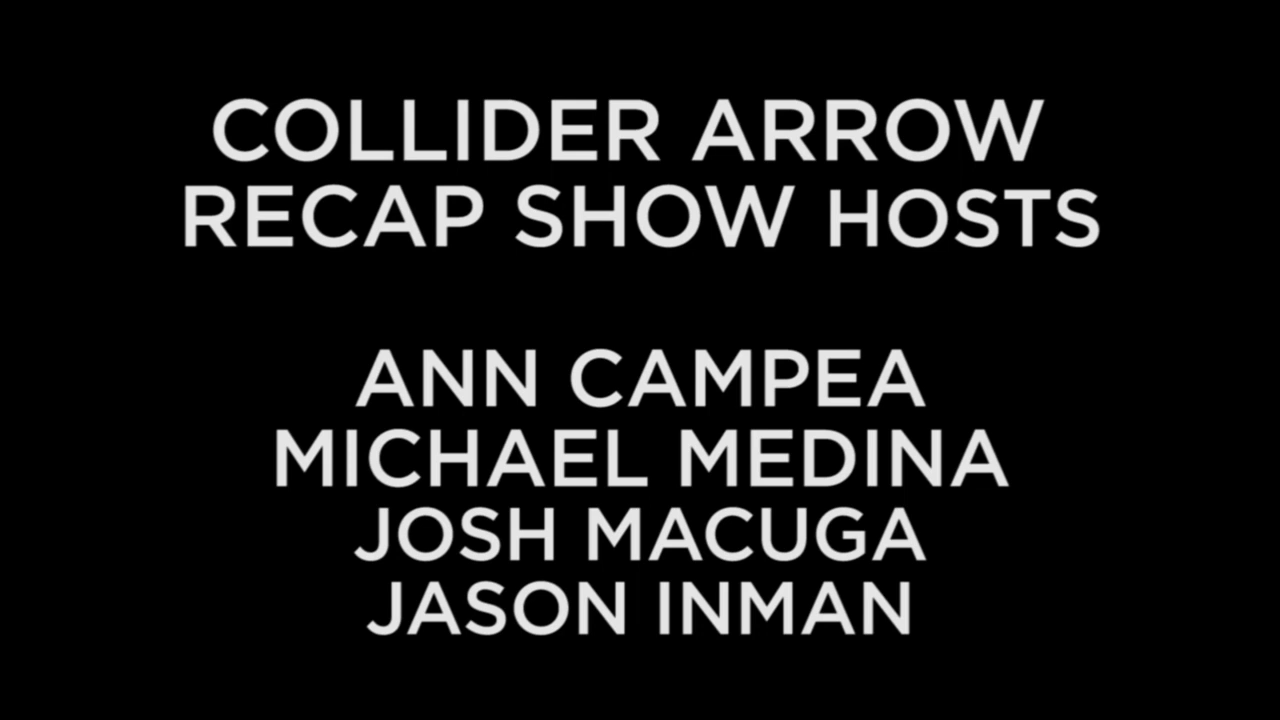 COLLIDER ARROW
RECAP SHOW HOSTS
ANN CAMPEA
MICHAEL MEDINA
JOSH MACUGA
JASON INMAN